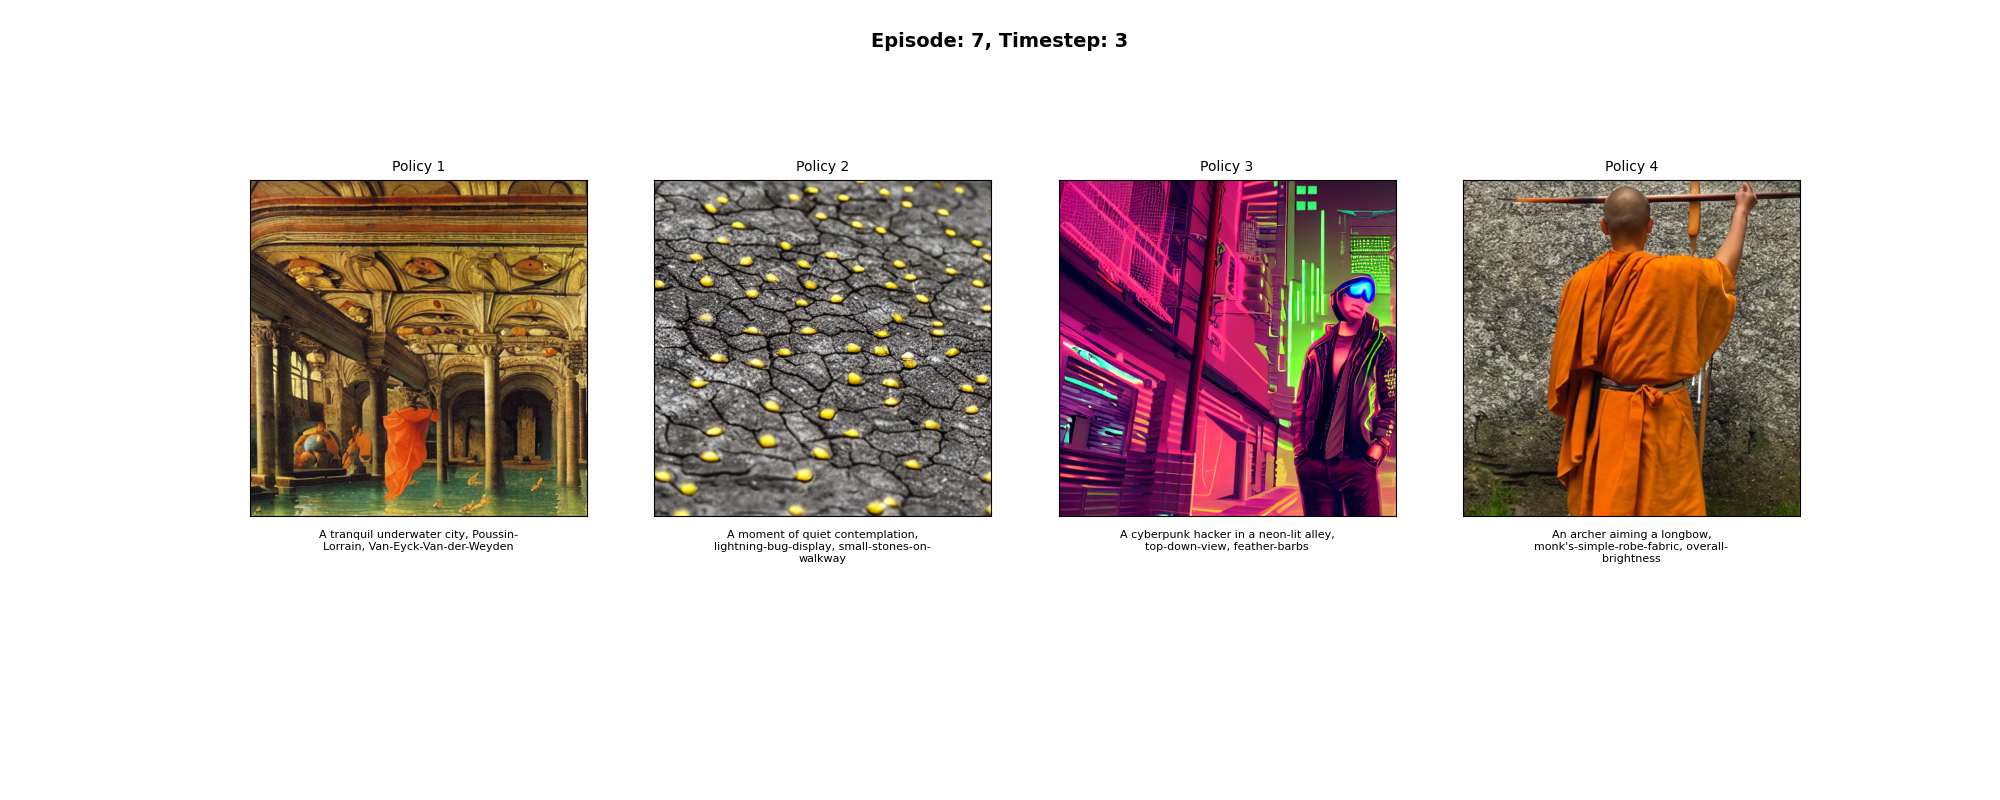 Episode: 7, Timestep: 3
Policy 1
Policy 2
Policy 3
Policy 4
A tranquil underwater city, Poussin-
Lorrain, Van-Eyck-Van-der-Weyden
A moment of quiet contemplation,
lightning-bug-display, small-stones-on-
walkway
A cyberpunk hacker in a neon-lit alley,
top-down-view, feather-barbs
An archer aiming a longbow,
monk's-simple-robe-fabric, overall-
brightness